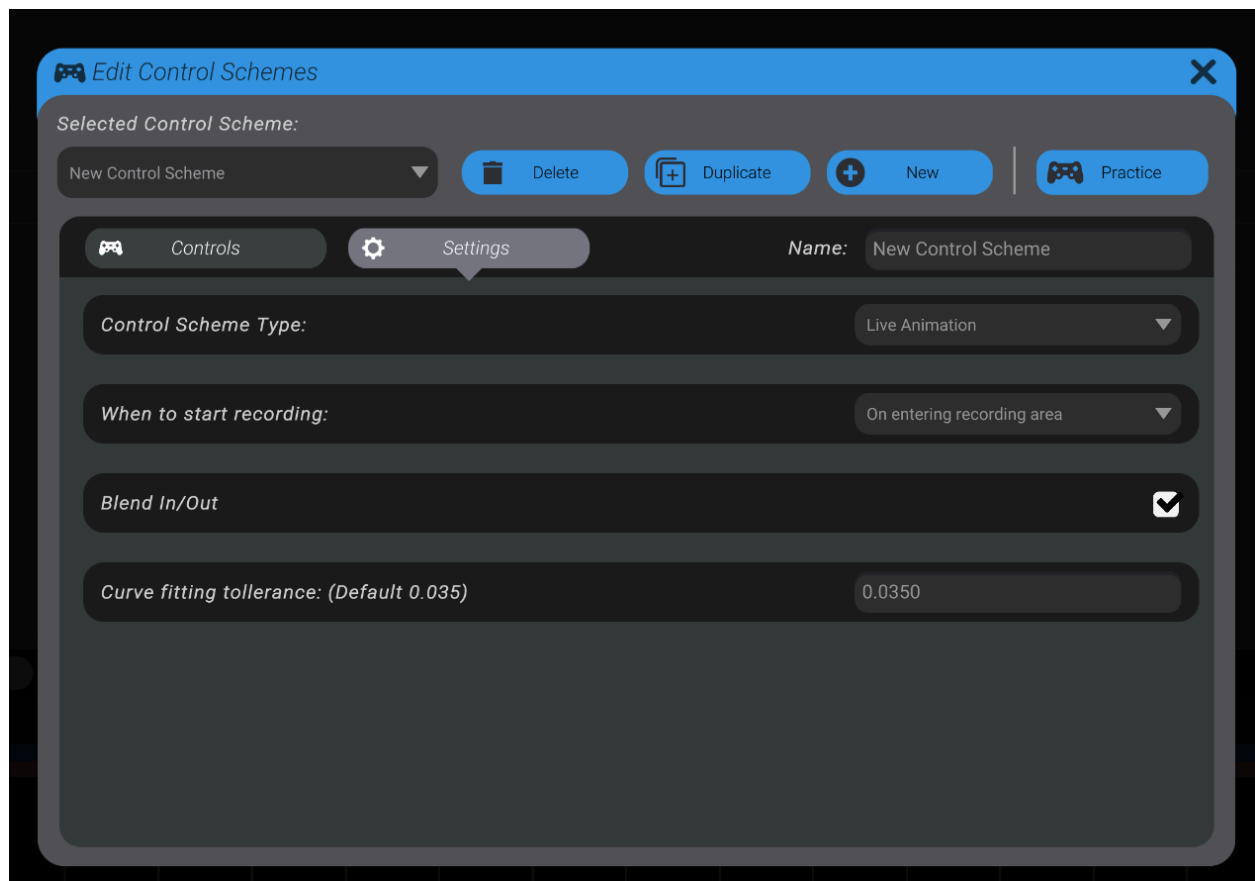 Edit Control Schemes
Selected Control Scheme:
New Control Scheme
Delete
Duplicate
New
Practice
Controls
Settings
Name:
New Control Scheme
Control Scheme Type:
Live Animation
When to start recording:
On entering recording area
Blend In/Out
Curve fitting tollerance: (Default 0.035)
0.0350